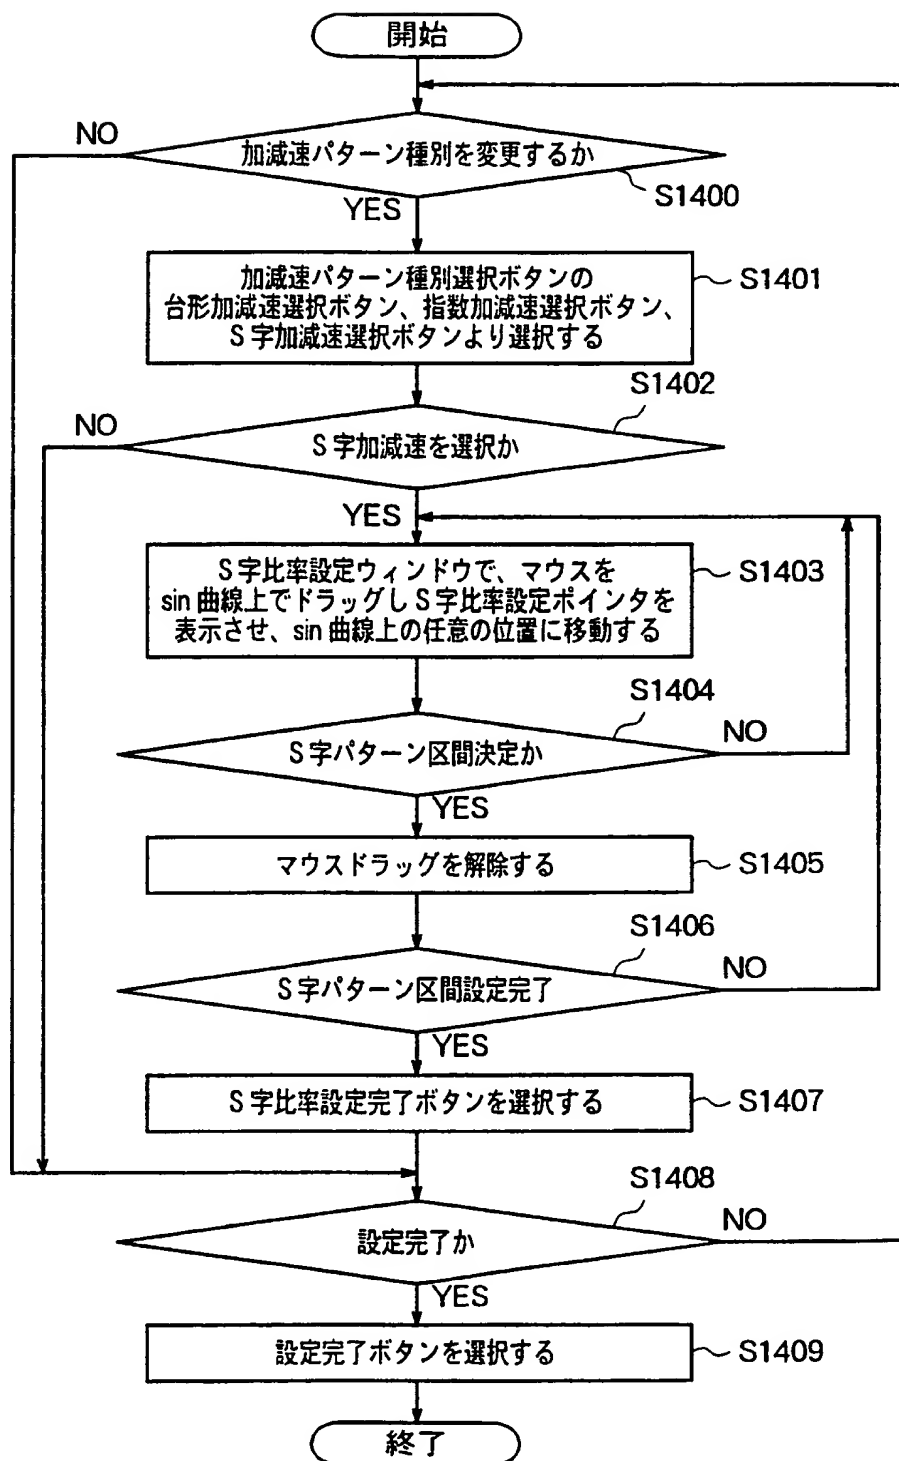 開始
NO
加減速パターン種別を変更するか
S1400
YES
加減速パターン種別選択ボタンの
台形加減速選択ボタン、指数加減速選択ボタン、
S字加減速選択ボタンより選択する
S1401
S1402
NO
S字加減速を選択か
YES
S字比率設定ウィンドウで、マウスを
sin曲線上でドラッグしS字比率設定ポインタを
表示させ、sin曲線上の任意の位置に移動する
S1403
S1404
NO
S字パターン区間決定か
YES
マウスドラッグを解除する
S1405
S1406
NO
S字パターン区間設定完了
YES
S字比率設定完了ボタンを選択する
S1407
S1408
NO
設定完了か
YES
設定完了ボタンを選択する
S1409
終了